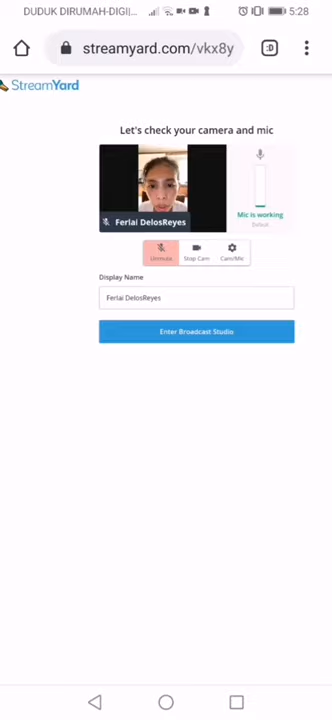 DUDUK DIRUMAH-DIGI|... 5:28
streamyard.com/vkx8y :D
StreamYard
Let's check your camera and mic
Ferlai DelosReyes
Mic is working
Default
Unmute Stop Cam Cam/Mic
Display Name
Ferlai DelosReyes
Enter Broadcast Studio